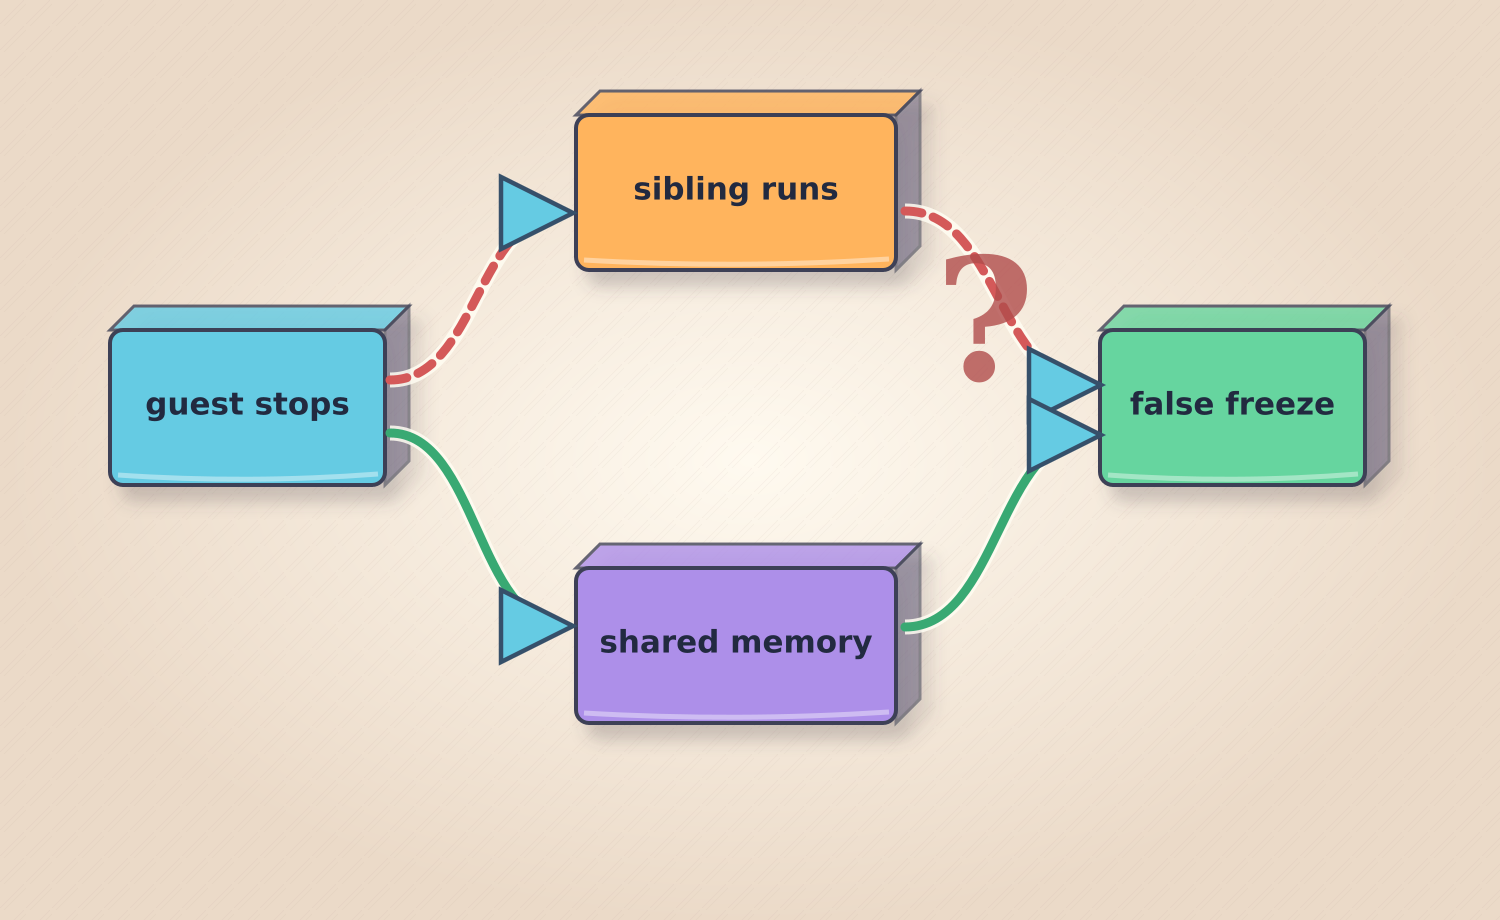 sibling runs
?
guest stops
false freeze
shared memory